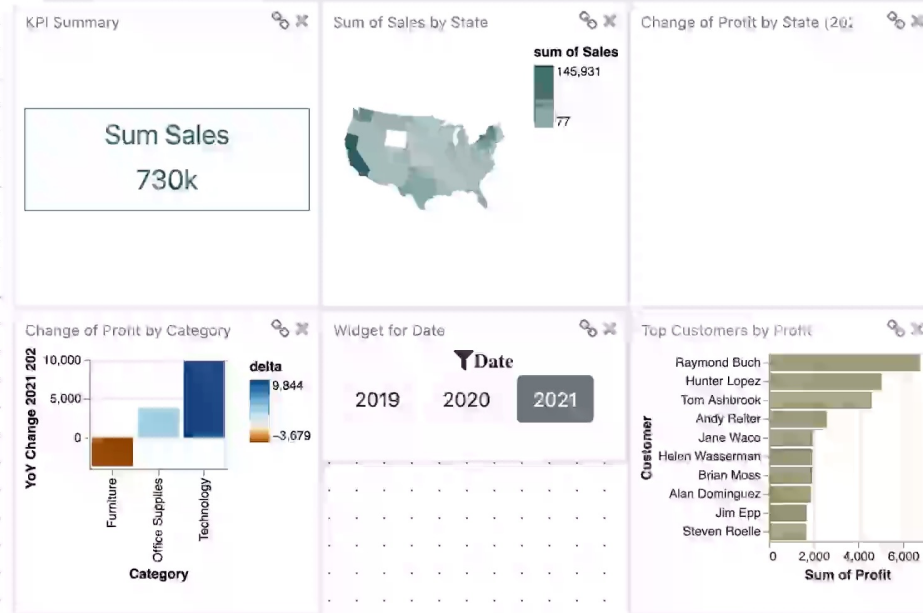 KPI Summary
Sum Sales
730k
Sum of Sales by State
sum of Sales
145,931
77
Change of Profit by State (202
Change of Profit by Category
YoY Change 2021 202
10,000
5,000
0
Furniture
Office Supplies
Technology
Category
delta
9,844
−3,679
Widget for Date
Date
2019 2020 2021
Top Customers by Profit
Customer
Raymond Buch
Hunter Lopez
Tom Ashbrook
Andy Reiter
Jane Waco
Helen Wasserman
Brian Moss
Alan Dominguez
Jim Epp
Steven Roelle
0 2,000 4,000 6,000
Sum of Profit